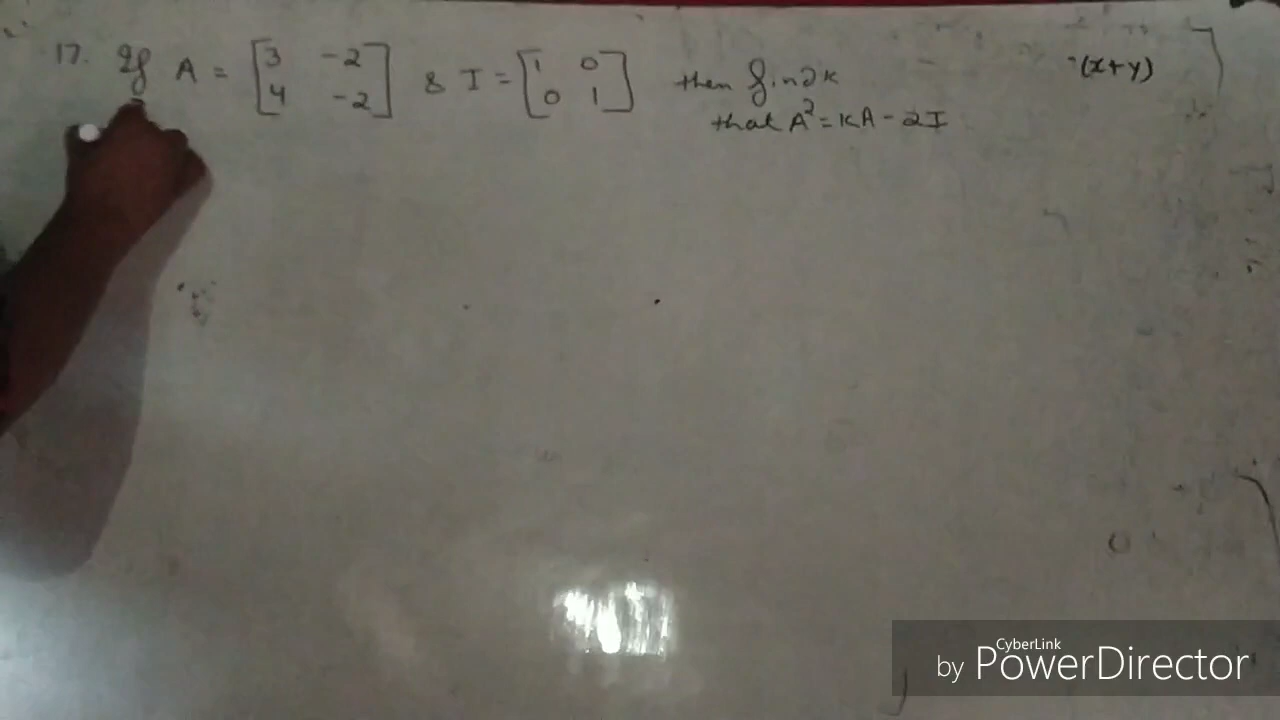 17. If A = [3 -2 & I = [1 0 then find k (x+y)
4 -2] 0 1] that A² = KA - 2I
CyberLink
by PowerDirector